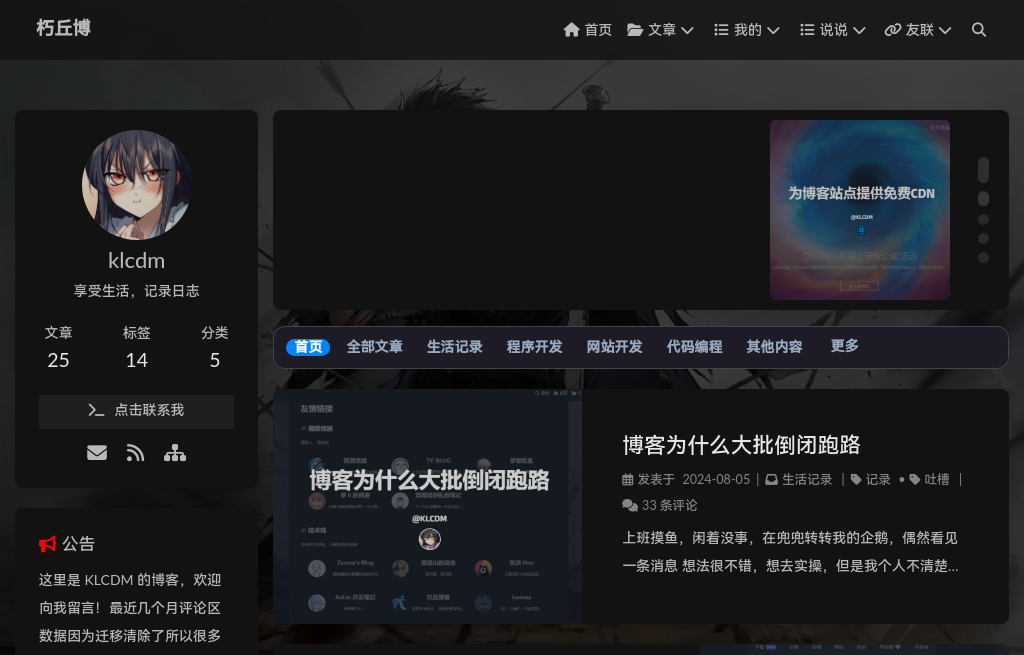 朽丘博
首页 文章 我的 说说 友联
klcdm
享受生活，记录日志
文章 标签 分类
25 14 5
点击联系我
公告
这里是 KLCDM 的博客，欢迎
向我留言！最近几个月评论区
数据因为迁移清除了所以很多
为博客站点提供免费CDN
@KLCDM
首页 全部文章 生活记录 程序开发 网站开发 代码编程 其他内容 更多
友情链接
博客为什么大批倒闭跑路
@KLCDM
博客为什么大批倒闭跑路
发表于 2024-08-05 | 生活记录 | 记录 • 吐槽 |
33 条评论
上班摸鱼，闲着没事，在兜兜转转我的企鹅，偶然看见
一条消息 想法很不错，想去实操，但是我个人不清楚...